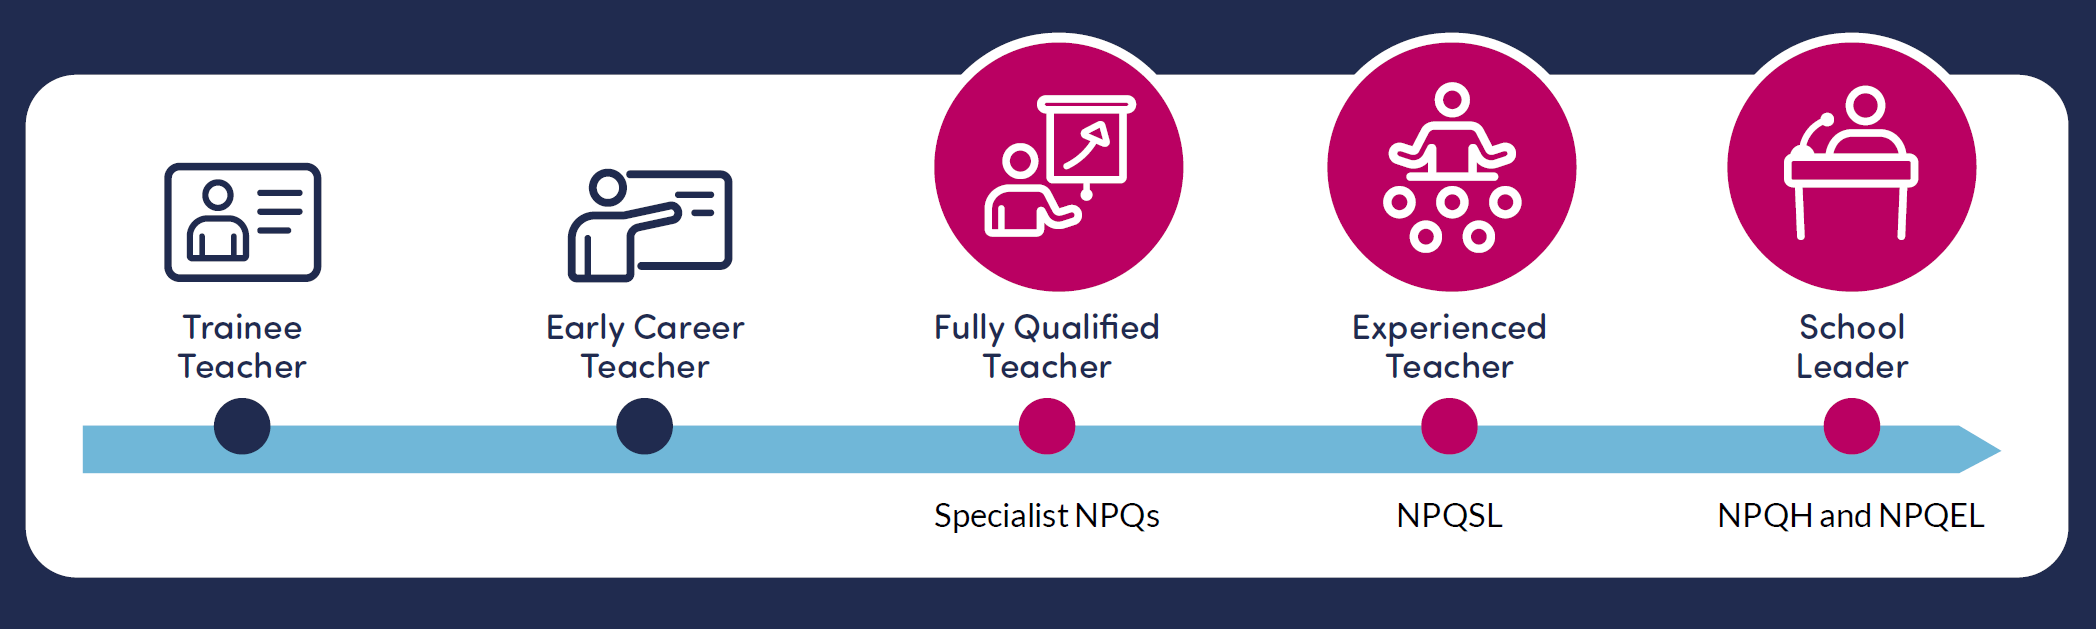 Trainee
Teacher
Early Career
Teacher
Fully Qualified
Teacher
Experienced
Teacher
School
Leader
Specialist NPQs
NPQSL
NPQH and NPQEL